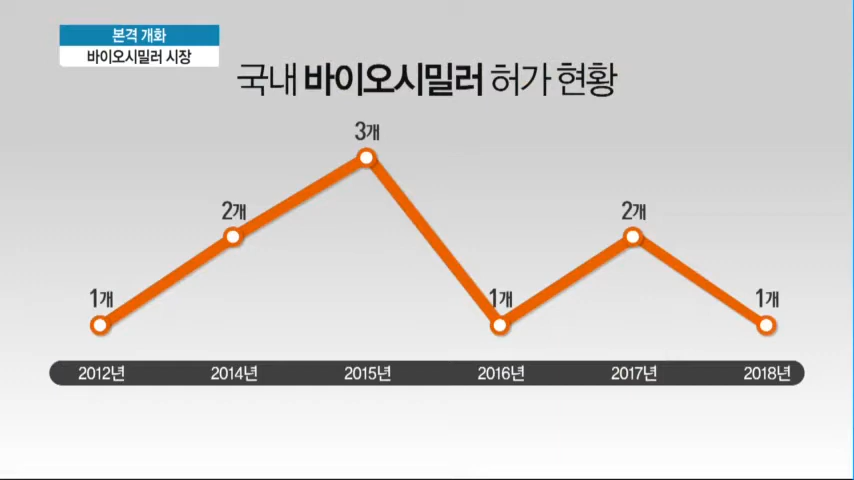 본격 개화
바이오시밀러 시장
국내 바이오시밀러 허가 현황
3개
2개
2개
1개
1개
1개
2012년 2014년 2015년 2016년 2017년 2018년